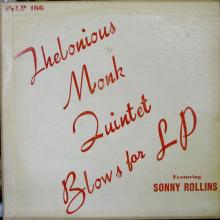 PrLP 166
Thelonious
Monk
Quintet
Blows for LP
Featuring
SONNY ROLLINS